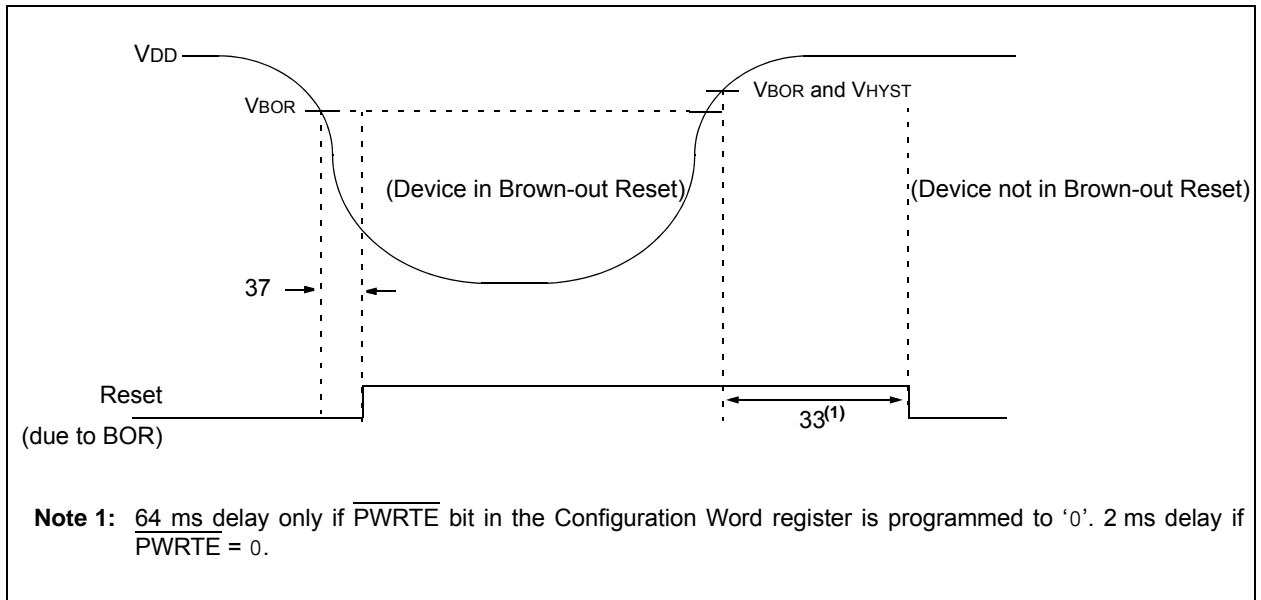 VDD
VBOR
VBOR and VHYST
(Device in Brown-out Reset)
(Device not in Brown-out Reset)
37
Reset
(due to BOR)
33(1)
Note 1: 64 ms delay only if PWRTE bit in the Configuration Word register is programmed to ‘0’. 2 ms delay if
PWRTE = 0.